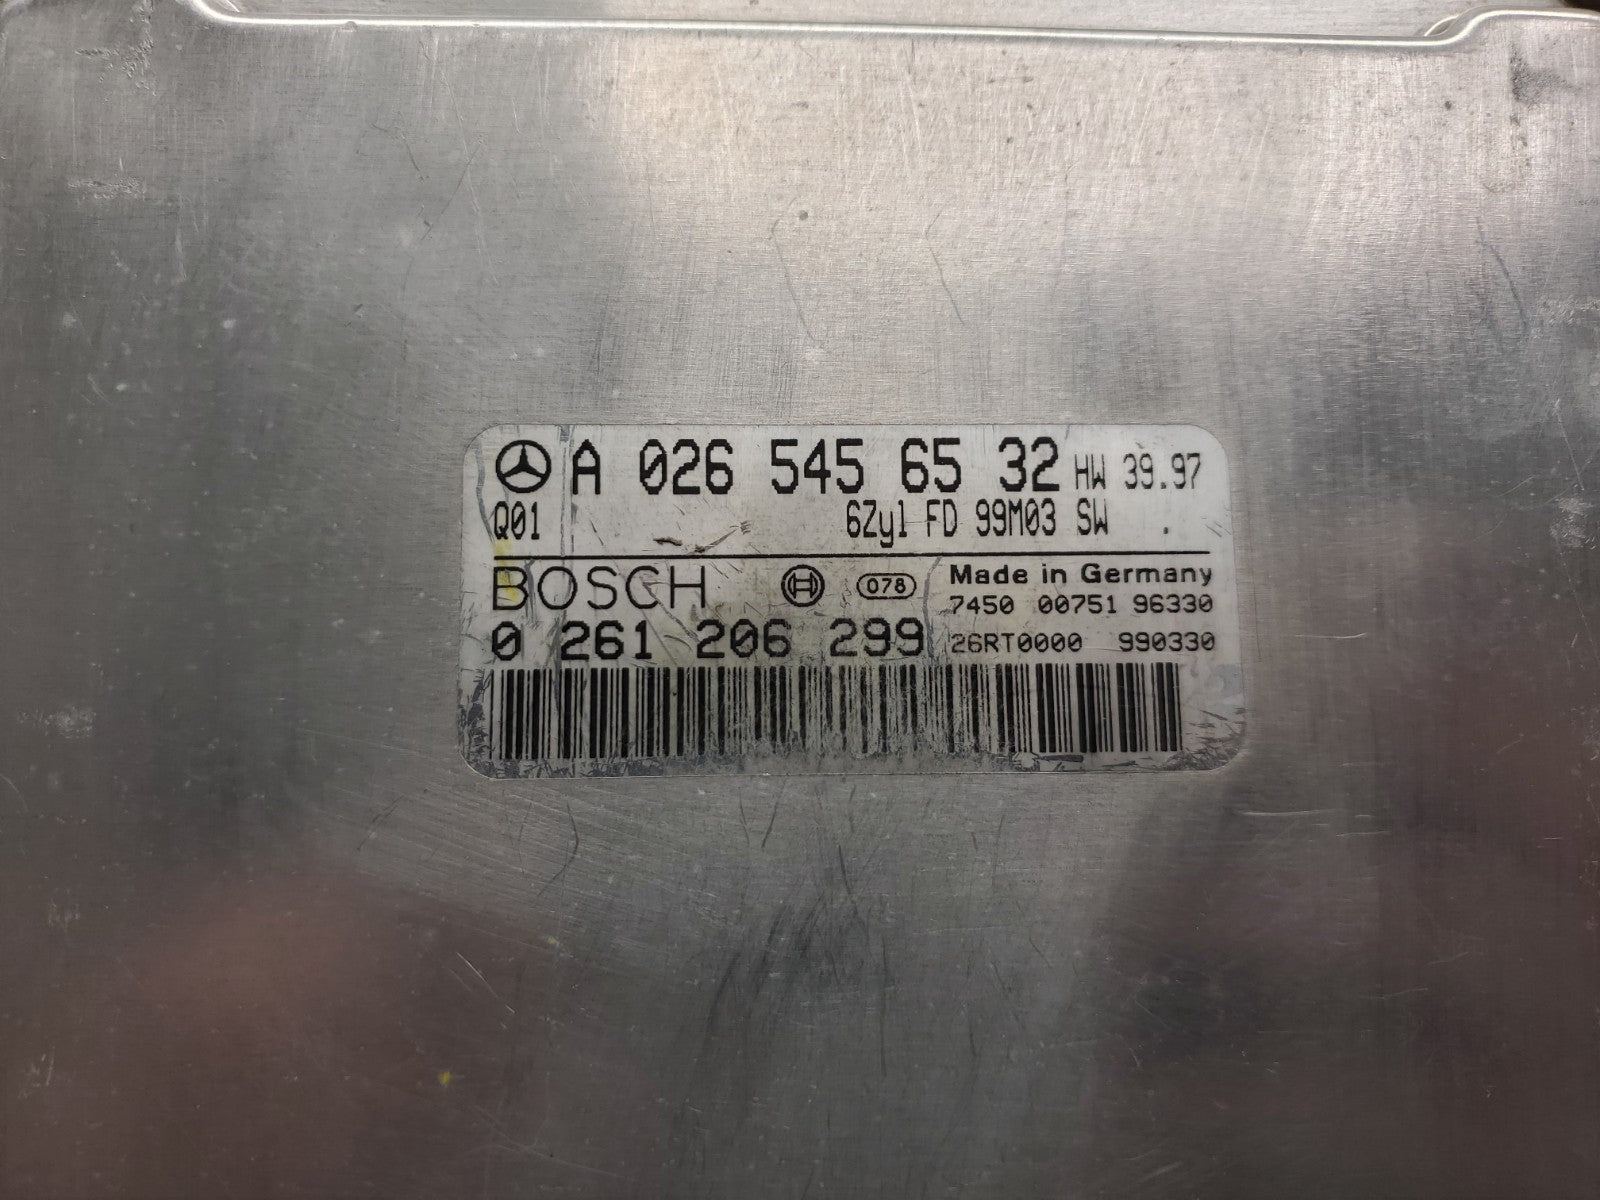 A 026 545 65 32 HW 39.97
Q01 6Zyl FD 99M03 SW .
BOSCH H 078 Made in Germany
7450 00751 96330
0 261 206 299 26RT0000 990330